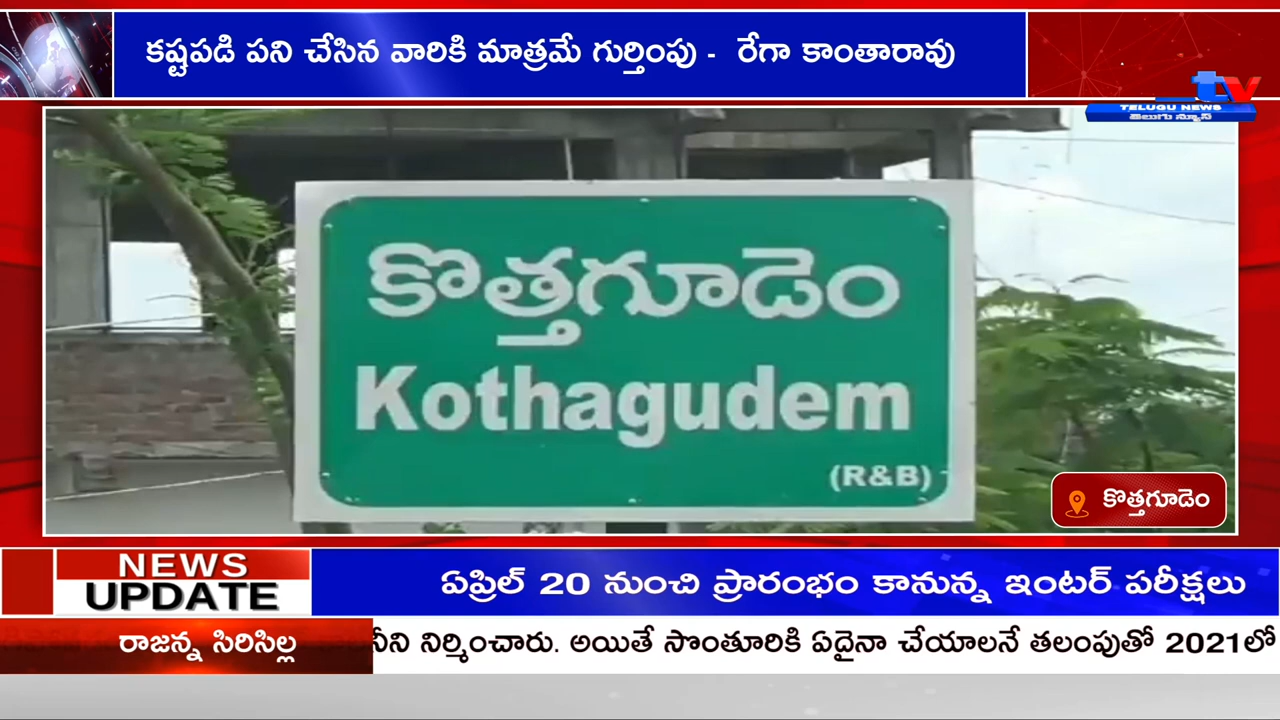 కష్టపడి పని చేసిన వారికి మాత్రమే గుర్తింపు - రేగా కాంతారావు
tv
TELUGU NEWS
తెలుగు న్యూస్
కొత్తగూడెం
Kothagudem
(R&B)
కొత్తగూడెం
NEWS
UPDATE
ఏప్రిల్ 20 నుంచి ప్రారంభం కానున్న ఇంటర్ పరీక్షలు
రాజన్న సిరిసిల్ల
నిర్మించారు. అయితే సొంతూరికి ఏదైనా చేయాలనే తలంపుతో 2021లో